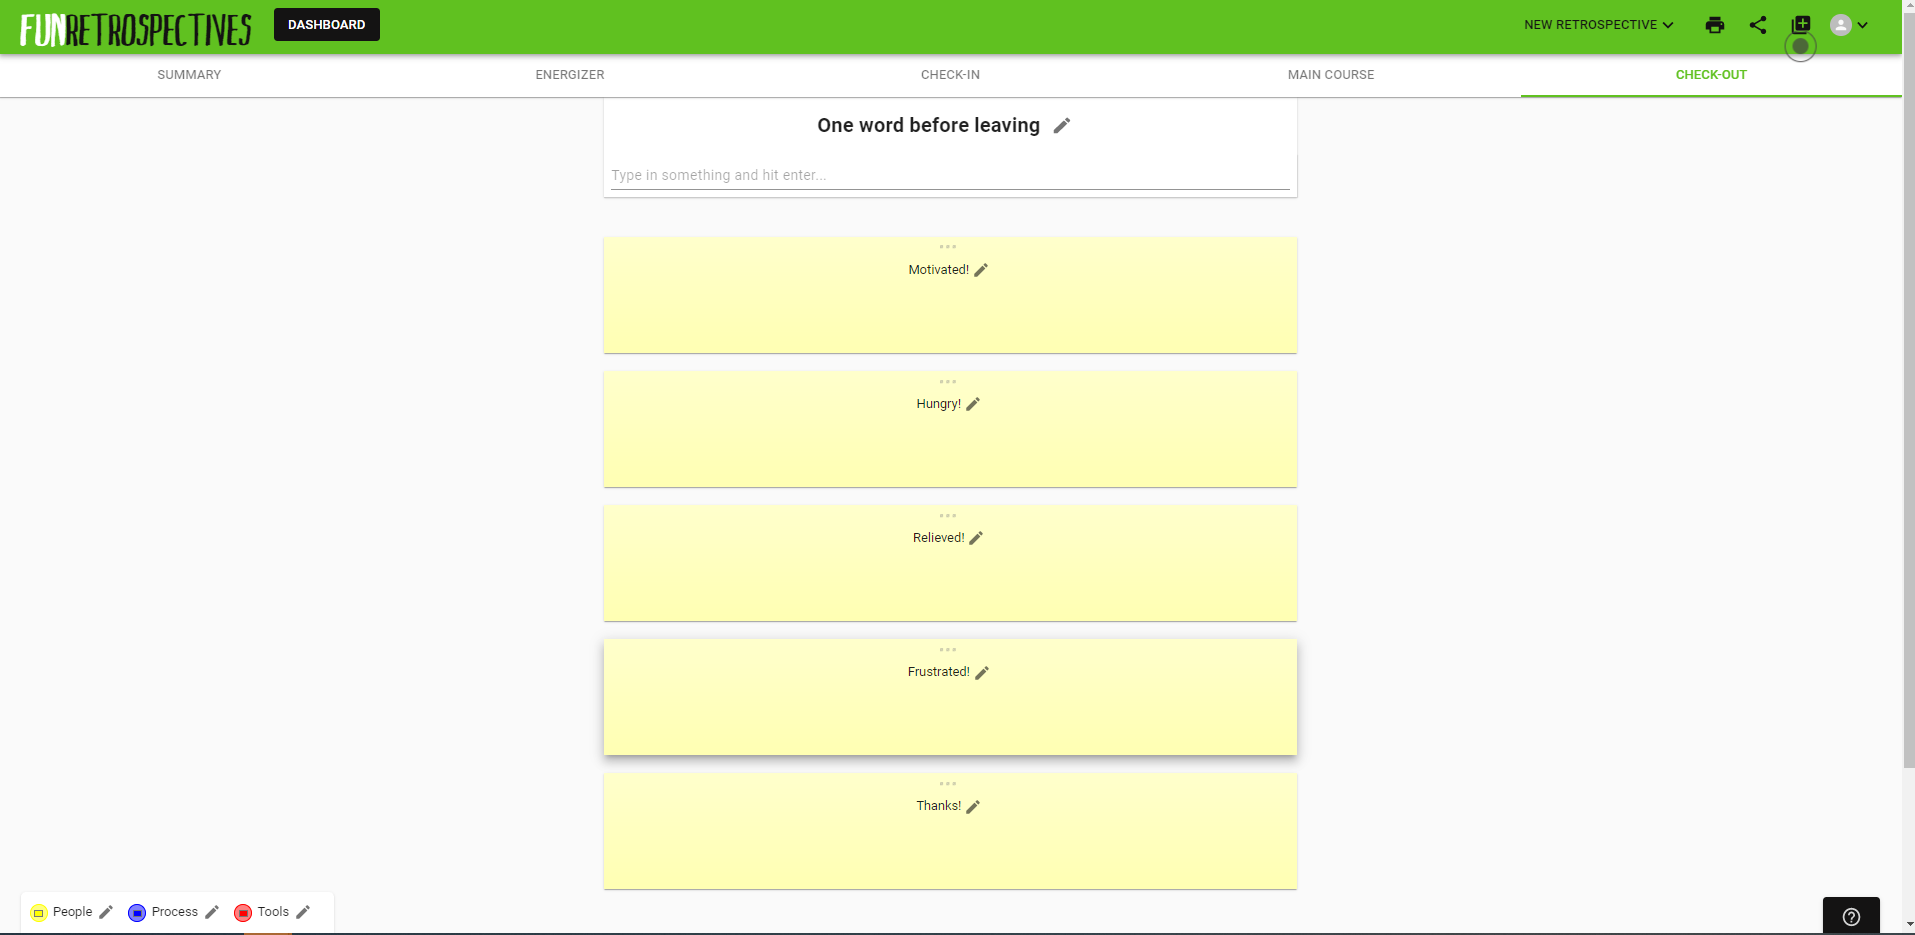 FUNRETROSPECTIVES DASHBOARD NEW RETROSPECTIVE
SUMMARY ENERGIZER CHECK-IN MAIN COURSE CHECK-OUT
One word before leaving
Type in something and hit enter...
Motivated!
Hungry!
Relieved!
Frustrated!
Thanks!
People Process Tools